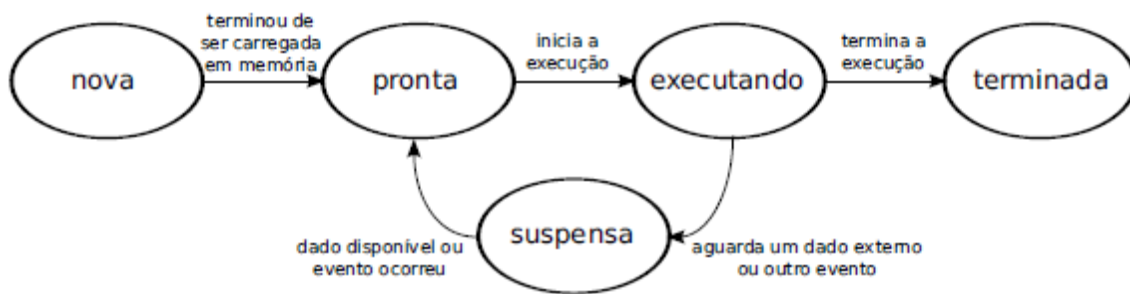 terminou de
ser carregada
em memória
inicia a
execução
termina a
execução
nova
pronta
executando
terminada
suspensa
dado disponível ou
evento ocorreu
aguarda um dado externo
ou outro evento